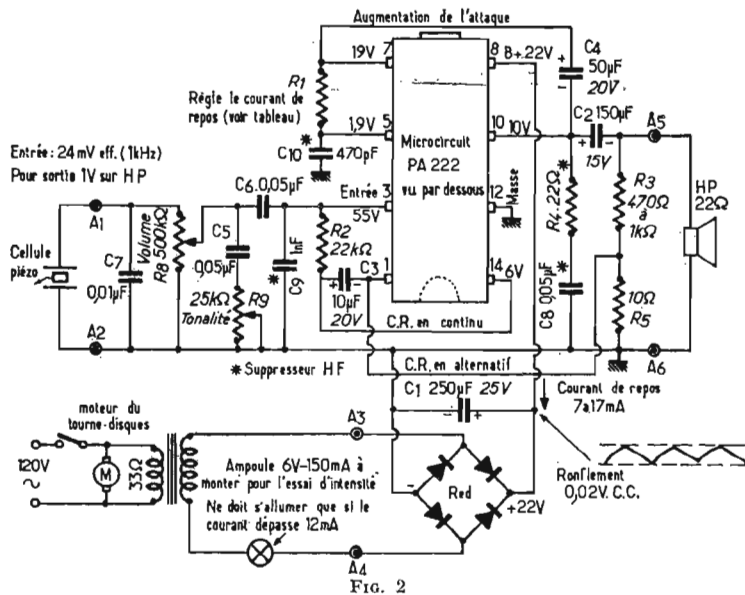 Augmentation de l'attaque
19V
7
8
B+.22V
C4
50µF
20V
+
-
R1
Règle le courant de
repos (voir tableau)
1,9V
5
10
10V
C2 150µF
A5
+
-
15V
Microcircuit
PA 222
vu par dessous
C10
470pF
*
Entrée: 24mV eff. (1kHz)
Pour sortie 1V sur HP
C6.0,05µF
Entrée
3
55V
12
Masse
*
R4.22Ω
R3
470Ω
à
1kΩ
HP
22Ω
A1
Cellule
piézo
C7
0,01µF
Volume
R8 500kΩ
C5
0,05µF
1nF
*
C9
R2
22kΩ
C3
1
14
6V
+
-
10µF
20V
*
C8 0,05µF
10Ω
R5
25kΩ
Tonalité
R9
C.R. en continu
A2
A6
* Suppresseur HF
C.R. en alternatif
C1 250µF 25V
-
+
Courant de repos
7à17mA
moteur du
tourne-disques
A3
120V
~
M
33Ω
Ampoule 6V-150mA à
monter pour l'essai d'intensité
Ne doit s'allumer que si le
courant dépasse 12mA
-
Red
+22V
Ronflement
0,02V. C.C.
A4
FIG. 2